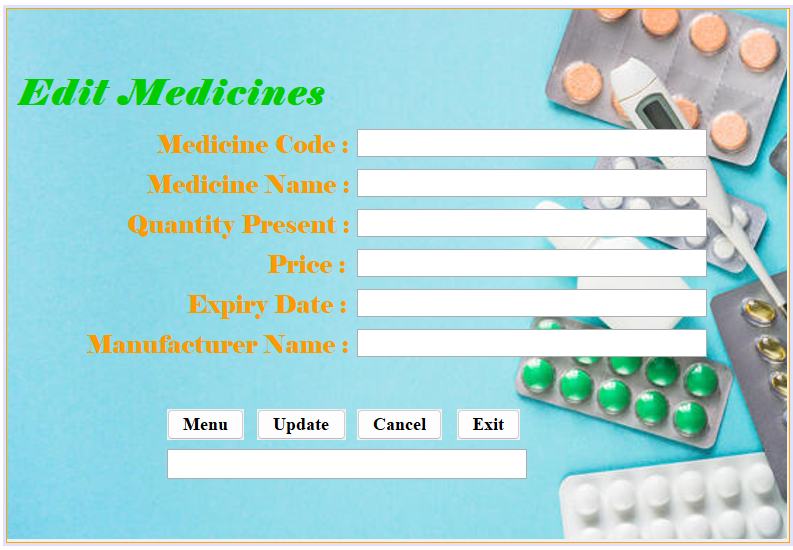 Edit Medicines
Medicine Code :
Medicine Name :
Quantity Present :
Price :
Expiry Date :
Manufacturer Name :
Menu Update Cancel Exit